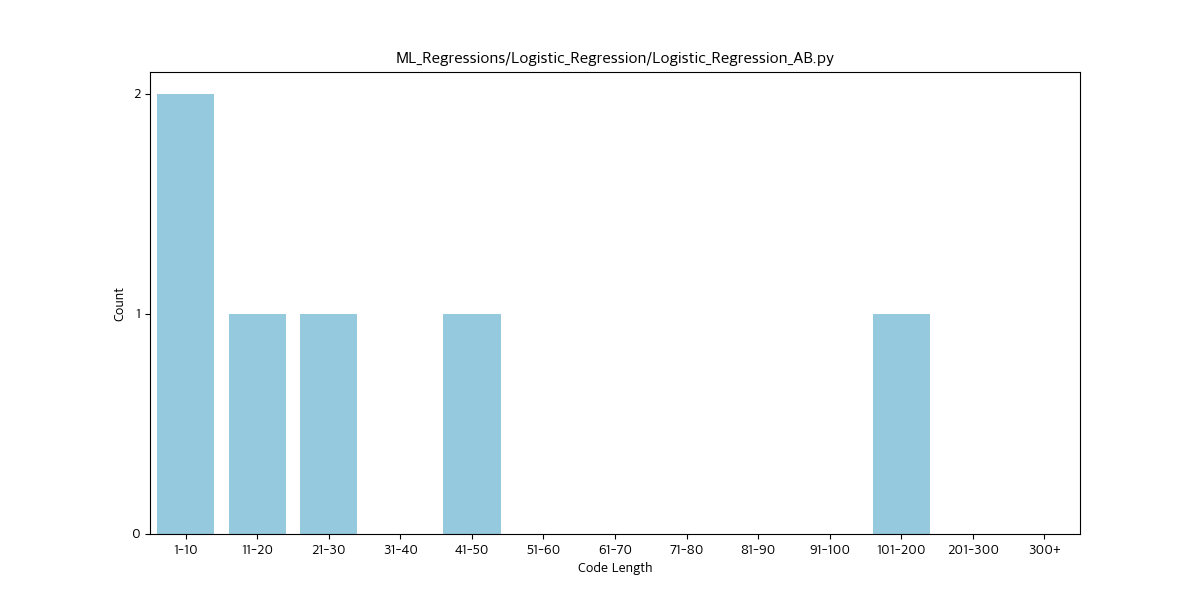 ML_Regressions/Logistic_Regression/Logistic_Regression_AB.py
2
1
0
Count
1-10 11-20 21-30 31-40 41-50 51-60 61-70 71-80 81-90 91-100 101-200 201-300 300+
Code Length